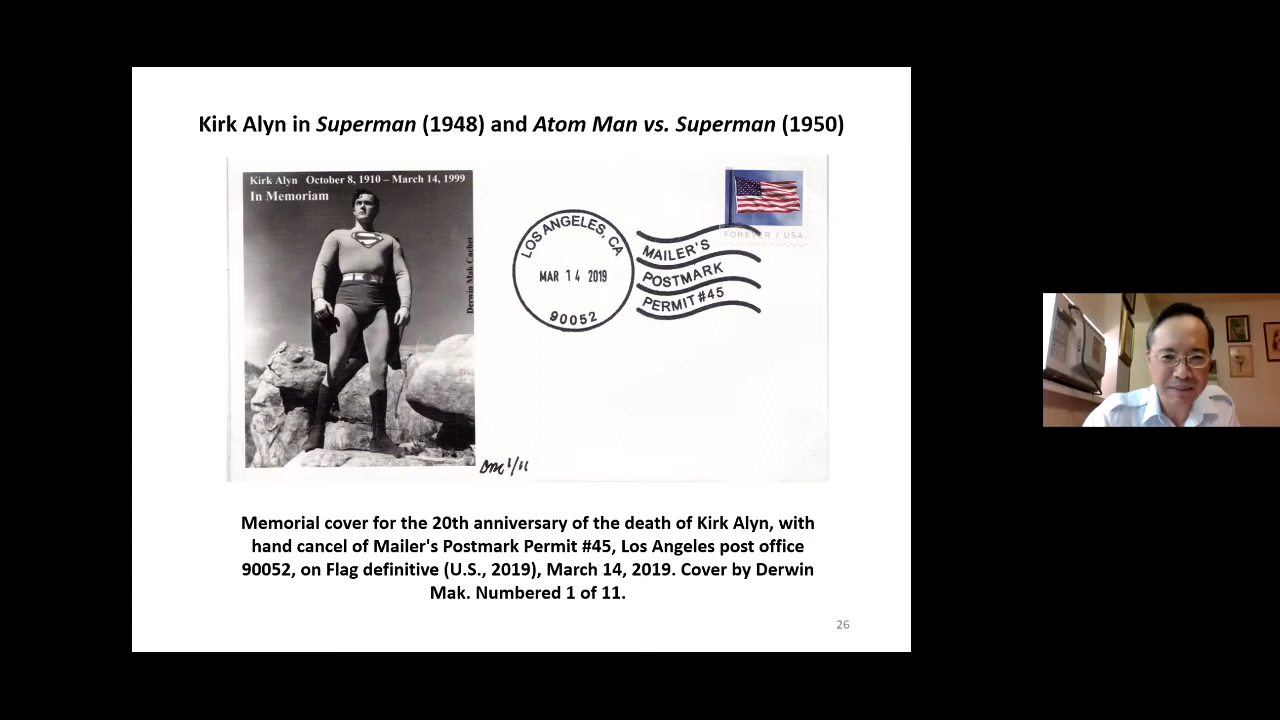 Kirk Alyn in Superman (1948) and Atom Man vs. Superman (1950)
Kirk Alyn October 8, 1910 – March 14, 1999
In Memoriam
Derwin Mak Cachet
LOS ANGELES, CA
MAR 14 2019
90052
MAILER'S
POSTMARK
PERMIT #45
FOREVER / USA
DM 1/11
Memorial cover for the 20th anniversary of the death of Kirk Alyn, with
hand cancel of Mailer's Postmark Permit #45, Los Angeles post office
90052, on Flag definitive (U.S., 2019), March 14, 2019. Cover by Derwin
Mak. Numbered 1 of 11.
26